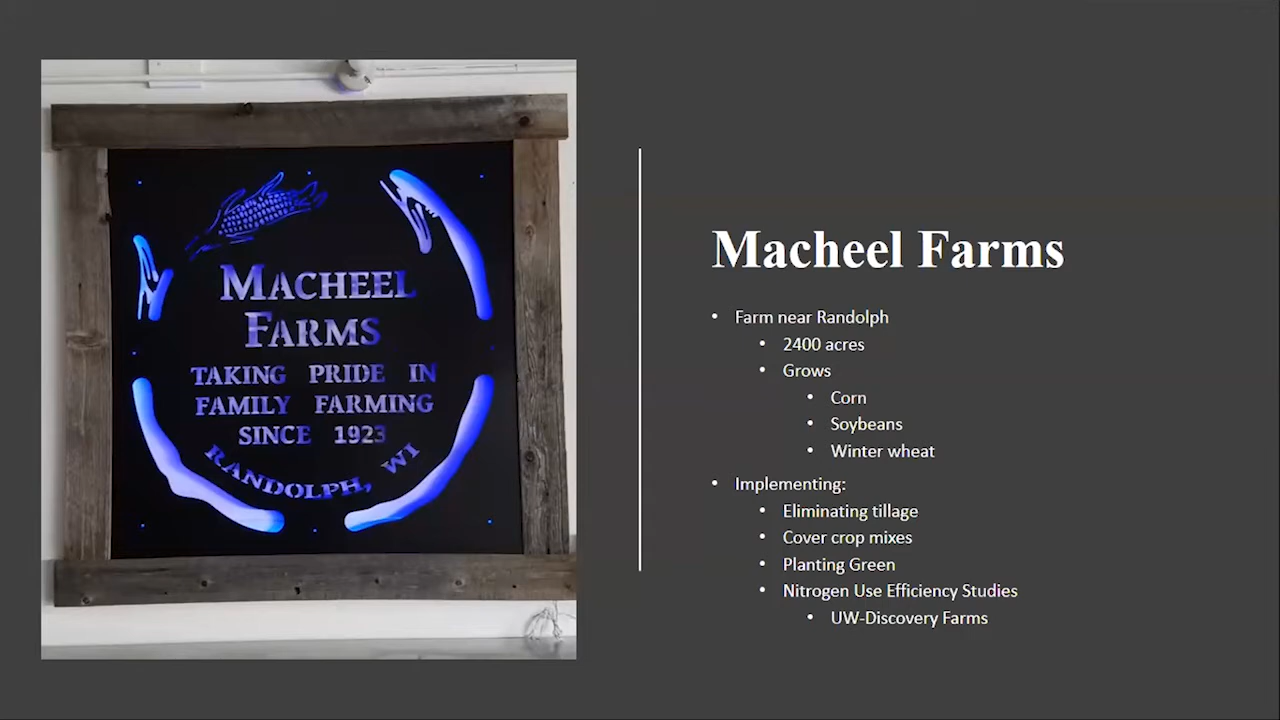 MACHEEL
FARMS
TAKING PRIDE IN
FAMILY FARMING
SINCE 1923
RANDOLPH, WI
Macheel Farms
• Farm near Randolph
• 2400 acres
• Grows
• Corn
• Soybeans
• Winter wheat
• Implementing:
• Eliminating tillage
• Cover crop mixes
• Planting Green
• Nitrogen Use Efficiency Studies
• UW-Discovery Farms